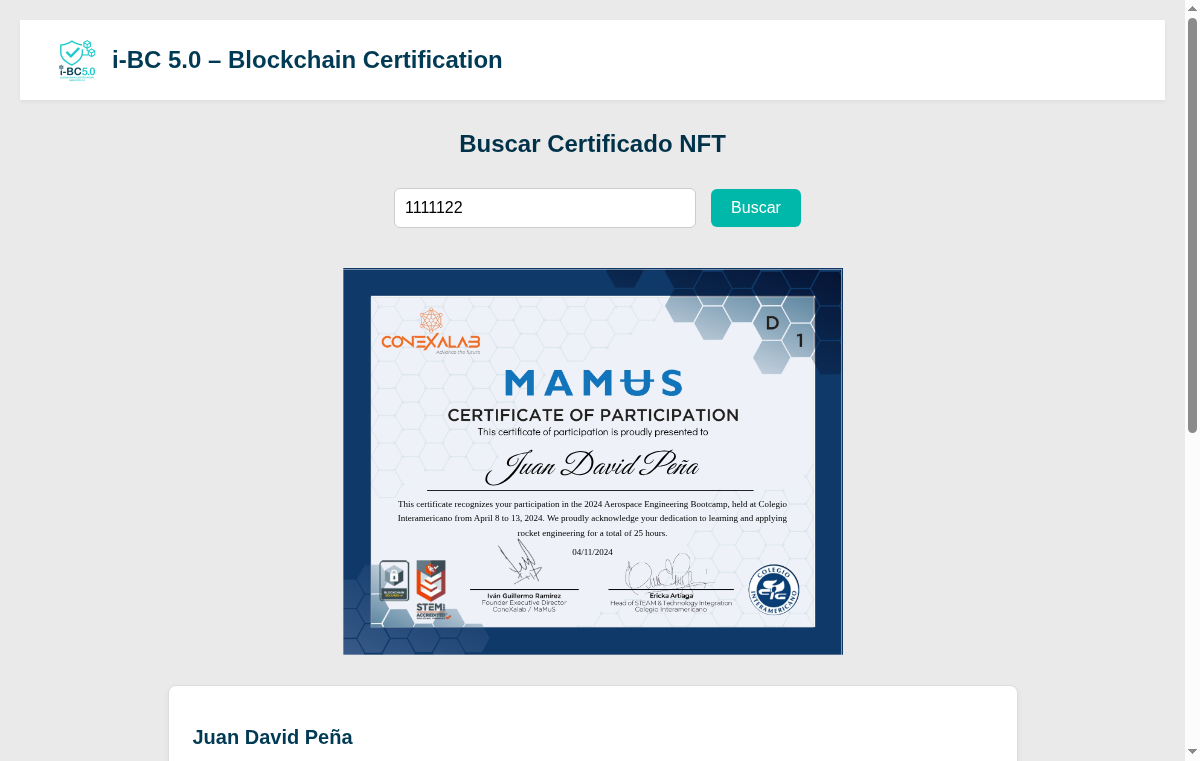 i-BC 5.0
i-BC 5.0 – Blockchain Certification
Buscar Certificado NFT
1111122
Buscar
CONEXALAB
Advance the future
D
1
MAMUS
CERTIFICATE OF PARTICIPATION
This certificate of participation is proudly presented to
Juan David Peña
This certificate recognizes your participation in the 2024 Aerospace Engineering Bootcamp, held at Colegio
Interamericano from April 8 to 13, 2024. We proudly acknowledge your dedication to learning and applying
rocket engineering for a total of 25 hours.
04/11/2024
BLOCKCHAIN
STEM
ACCREDITED
Iván Guillermo Ramírez
Founder Executive Director
ConoXalab / MaMuS
Ericka Artiaga
Head of STEAM & Technology Integration
Colegio Interamericano
COLEGIO
INTERAMERICANO
Juan David Peña